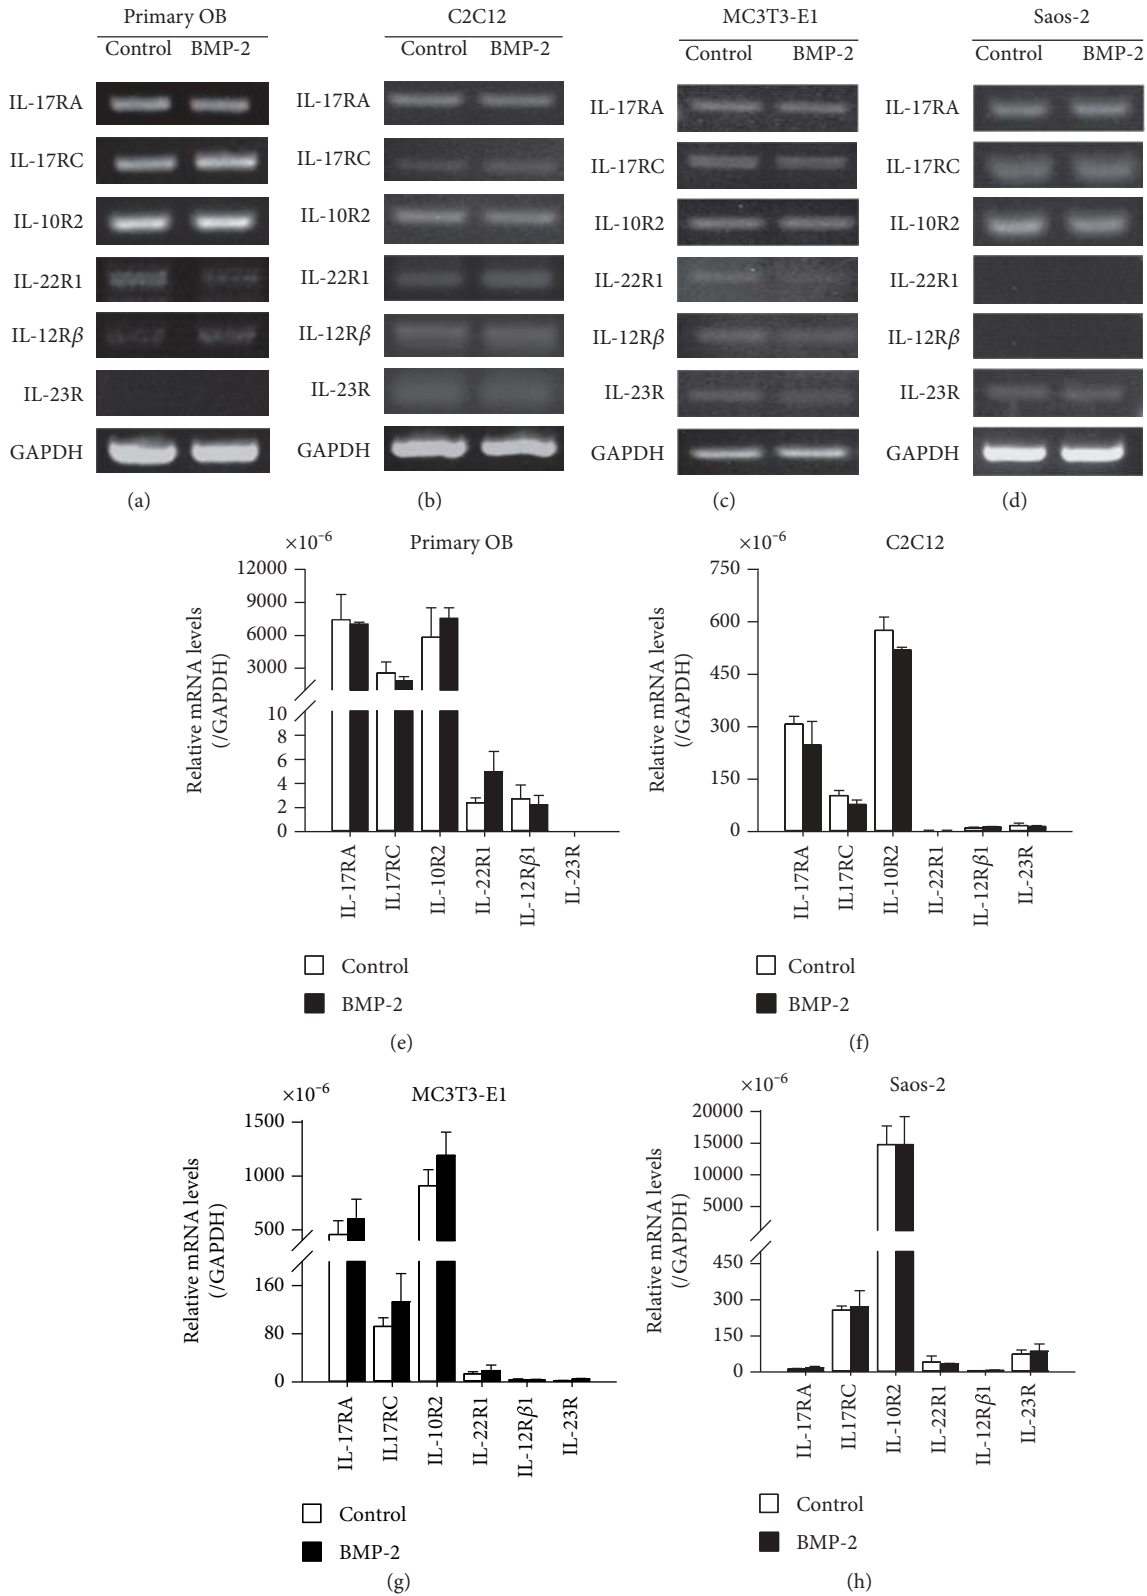 Primary OB
Control BMP-2
IL-17RA
IL-17RC
IL-10R2
IL-22R1
IL-12Rβ
IL-23R
GAPDH
(a)
C2C12
Control BMP-2
IL-17RA
IL-17RC
IL-10R2
IL-22R1
IL-12Rβ
IL-23R
GAPDH
(b)
MC3T3-E1
Control BMP-2
IL-17RA
IL-17RC
IL-10R2
IL-22R1
IL-12Rβ
IL-23R
GAPDH
(c)
Saos-2
Control BMP-2
IL-17RA
IL-17RC
IL-10R2
IL-22R1
IL-12Rβ
IL-23R
GAPDH
(d)
×10⁻⁶
Primary OB
Relative mRNA levels
(/GAPDH)
12000
9000
6000
3000
10
8
6
4
2
0
IL-17RA
IL17RC
IL-10R2
IL-22R1
IL-12Rβ1
IL-23R
Control
BMP-2
(e)
×10⁻⁶
C2C12
Relative mRNA levels
(/GAPDH)
750
600
450
300
150
0
IL-17RA
IL17RC
IL-10R2
IL-22R1
IL-12Rβ1
IL-23R
Control
BMP-2
(f)
×10⁻⁶
MC3T3-E1
Relative mRNA levels
(/GAPDH)
1500
1000
500
160
80
0
IL-17RA
IL17RC
IL-10R2
IL-22R1
IL-12Rβ1
IL-23R
Control
BMP-2
(g)
×10⁻⁶
Saos-2
Relative mRNA levels
(/GAPDH)
20000
15000
10000
5000
450
300
150
0
IL-17RA
IL17RC
IL-10R2
IL-22R1
IL-12Rβ1
IL-23R
Control
BMP-2
(h)